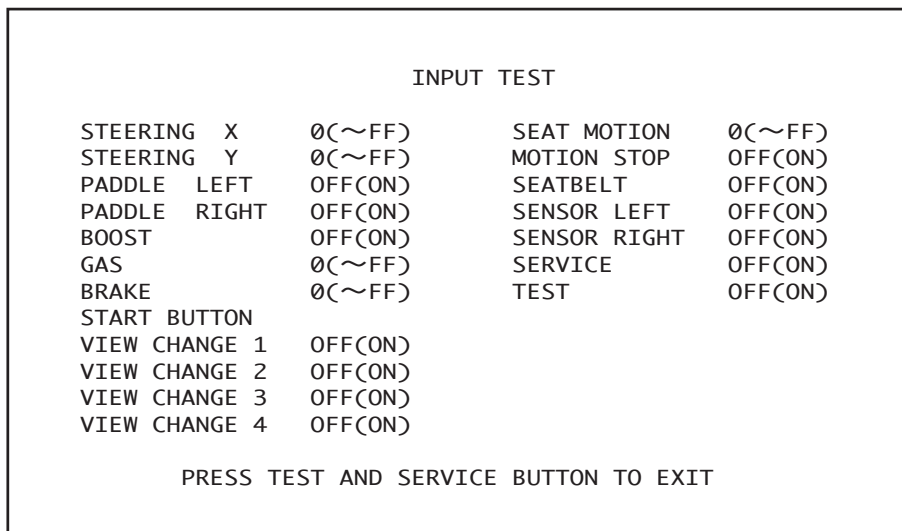 INPUT TEST
STEERING X 0(～FF) SEAT MOTION 0(～FF)
STEERING Y 0(～FF) MOTION STOP OFF(ON)
PADDLE LEFT OFF(ON) SEATBELT OFF(ON)
PADDLE RIGHT OFF(ON) SENSOR LEFT OFF(ON)
BOOST OFF(ON) SENSOR RIGHT OFF(ON)
GAS 0(～FF) SERVICE OFF(ON)
BRAKE 0(～FF) TEST OFF(ON)
START BUTTON
VIEW CHANGE 1 OFF(ON)
VIEW CHANGE 2 OFF(ON)
VIEW CHANGE 3 OFF(ON)
VIEW CHANGE 4 OFF(ON)
PRESS TEST AND SERVICE BUTTON TO EXIT